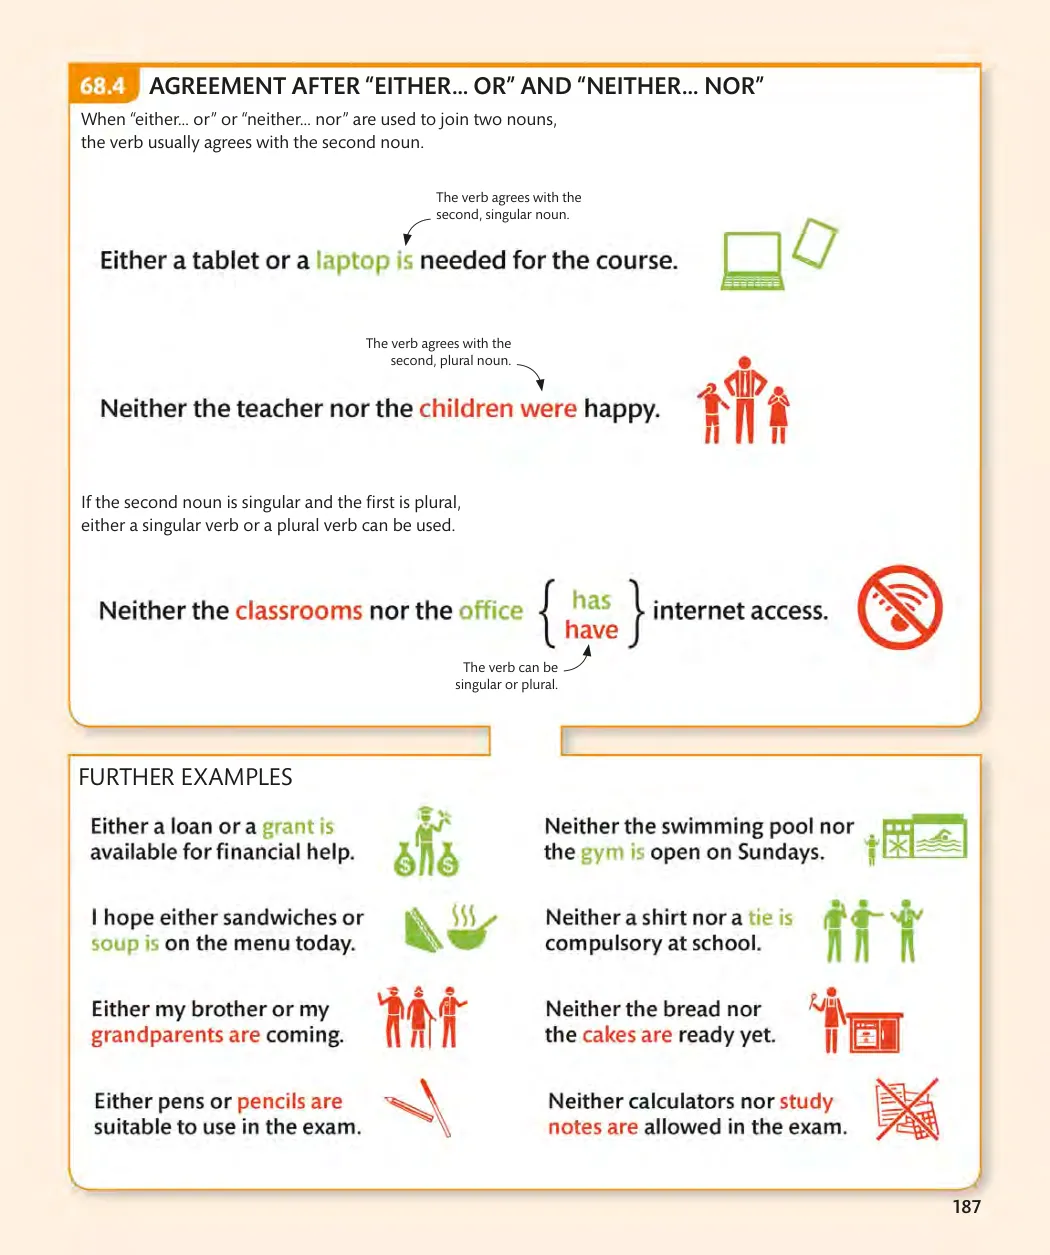 68.4 AGREEMENT AFTER “EITHER... OR” AND “NEITHER... NOR”
When “either... or” or “neither... nor” are used to join two nouns,
the verb usually agrees with the second noun.
The verb agrees with the
second, singular noun.
Either a tablet or a laptop is needed for the course.
The verb agrees with the
second, plural noun.
Neither the teacher nor the children were happy.
If the second noun is singular and the first is plural,
either a singular verb or a plural verb can be used.
Neither the classrooms nor the office { has have } internet access.
The verb can be
singular or plural.
FURTHER EXAMPLES
Either a loan or a grant is
available for financial help.
I hope either sandwiches or
soup is on the menu today.
Either my brother or my
grandparents are coming.
Either pens or pencils are
suitable to use in the exam.
Neither the swimming pool nor
the gym is open on Sundays.
Neither a shirt nor a tie is
compulsory at school.
Neither the bread nor
the cakes are ready yet.
Neither calculators nor study
notes are allowed in the exam.
187